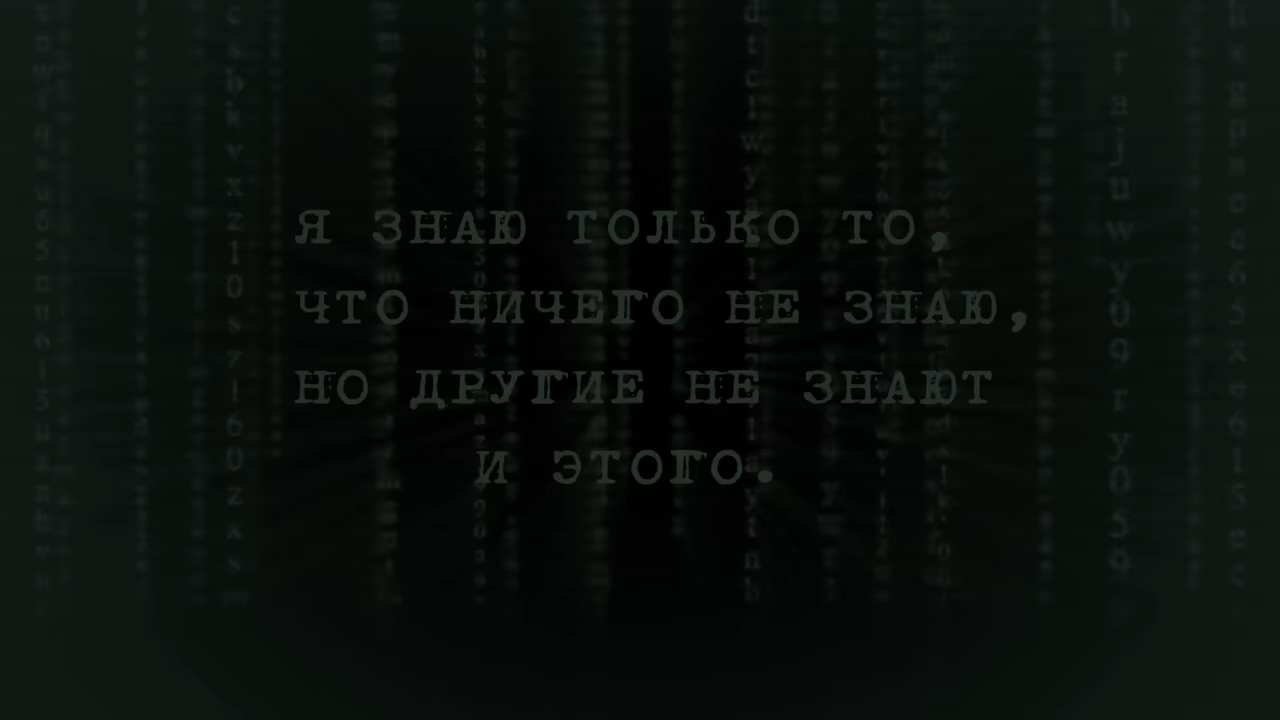 Я ЗНАЮ ТОЛЬКО ТО,
ЧТО НИЧЕГО НЕ ЗНАЮ,
НО ДРУГИЕ НЕ ЗНАЮТ
И ЭТОГО.